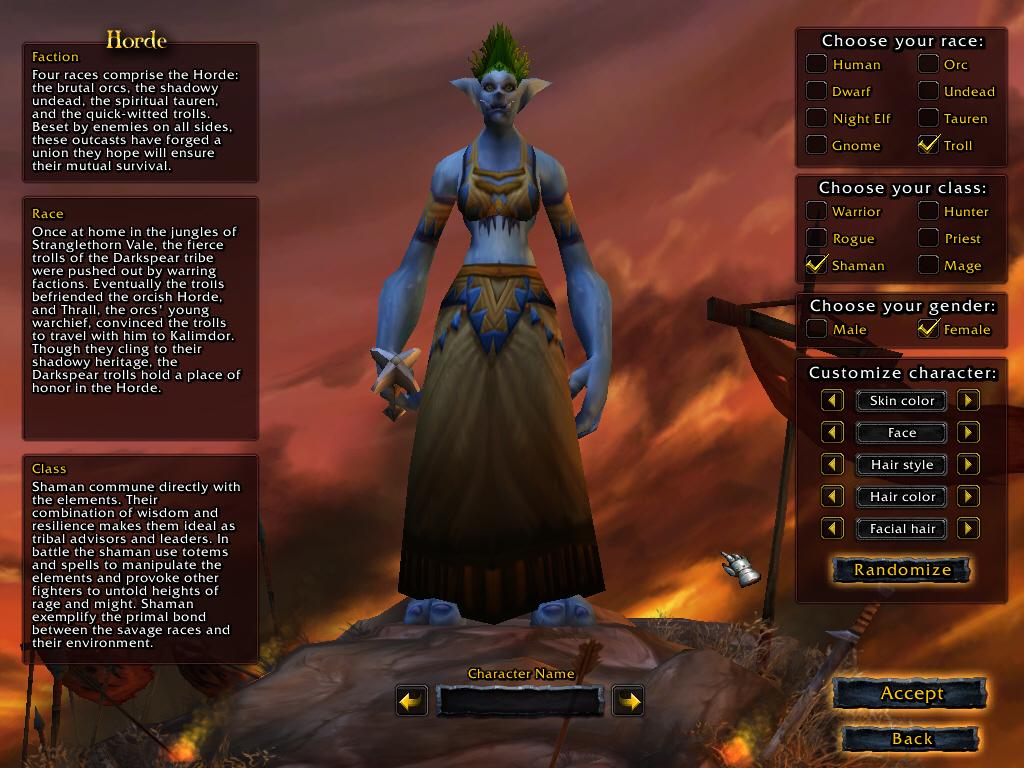 Horde
Faction
Four races comprise the Horde:
the brutal orcs, the shadowy
undead, the spiritual tauren,
and the quick-witted trolls.
Beset by enemies on all sides,
these outcasts have forged a
union they hope will ensure
their mutual survival.
Race
Once at home in the jungles of
Stranglethorn Vale, the fierce
trolls of the Darkspear tribe
were pushed out by warring
factions. Eventually the trolls
befriended the orcish Horde,
and Thrall, the orcs' young
warchief, convinced the trolls
to travel with him to Kalimdor.
Though they cling to their
shadowy heritage, the
Darkspear trolls hold a place of
honor in the Horde.
Class
Shaman commune directly with
the elements. Their
combination of wisdom and
resilience makes them ideal as
tribal advisors and leaders. In
battle the shaman use totems
and spells to manipulate the
elements and provoke other
fighters to untold heights of
rage and might. Shaman
exemplify the primal bond
between the savage races and
their environment.
Character Name
Choose your race:
Human Orc
Dwarf Undead
Night Elf Tauren
Gnome Troll
Choose your class:
Warrior Hunter
Rogue Priest
Shaman Mage
Choose your gender:
Male Female
Customize character:
Skin color
Face
Hair style
Hair color
Facial hair
Randomize
Accept
Back